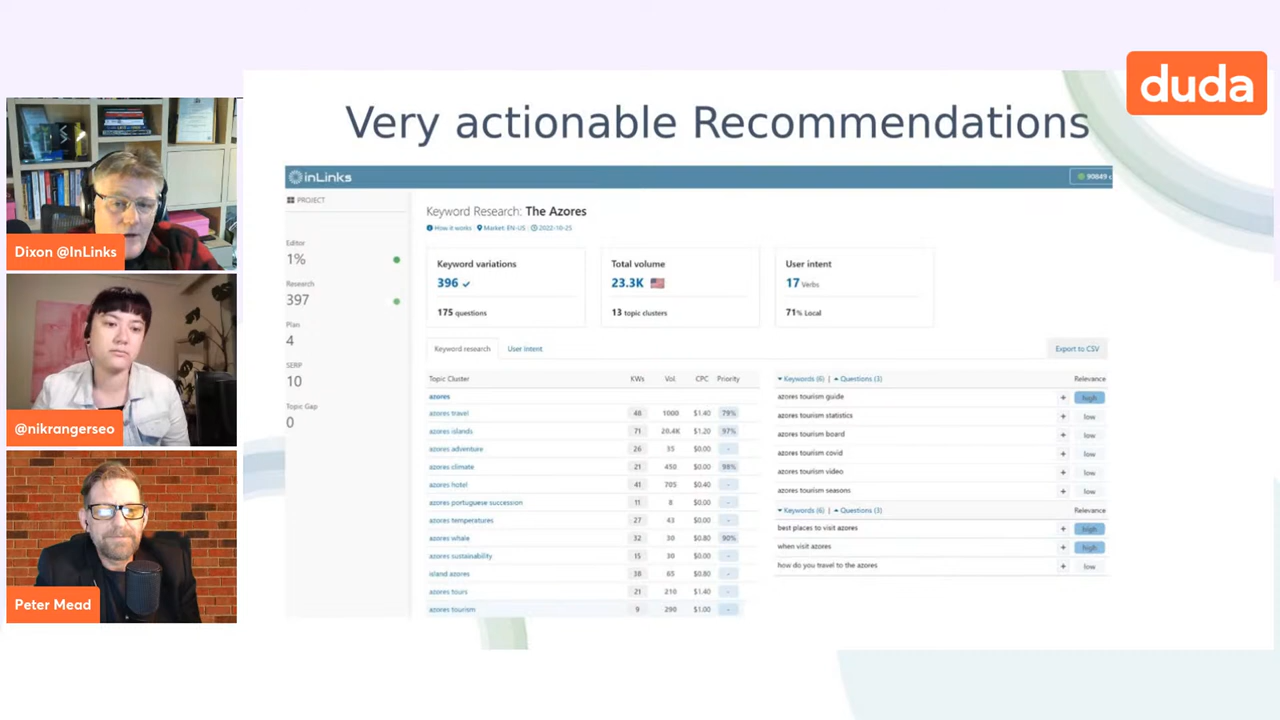 duda
Very actionable Recommendations
Dixon @InLinks
@nikrangerseo
Peter Mead
inLinks
90849 c
PROJECT
Editor
1%
Research
397
Plan
4
SERP
10
Topic Gap
0
Keyword Research: The Azores
How it works Market: EN-US 2022-10-25
Keyword variations
396
175 questions
Total volume
23.3K
13 topic clusters
User intent
17 Verbs
71% Local
Keyword research User intent Export to CSV
Topic Cluster KWs Vol. CPC Priority
azores
azores travel 48 1000 $1.40 79%
azores islands 71 20.4K $1.20 97%
azores adventure 26 35 $0.00 -
azores climate 21 450 $0.00 98%
azores hotel 41 705 $0.40 -
azores portuguese succession 11 8 $0.00 -
azores temperatures 27 43 $0.00 -
azores whale 32 30 $0.80 90%
azores sustainability 15 30 $0.00 -
island azores 38 65 $0.80 -
azores tours 21 210 $1.40 -
azores tourism 9 290 $1.00 -
Keywords (6) | Questions (3) Relevance
azores tourism guide + high
azores tourism statistics + low
azores tourism board + low
azores tourism covid + low
azores tourism video + low
azores tourism seasons + low
Keywords (6) | Questions (3) Relevance
best places to visit azores + high
when visit azores + high
how do you travel to the azores + low